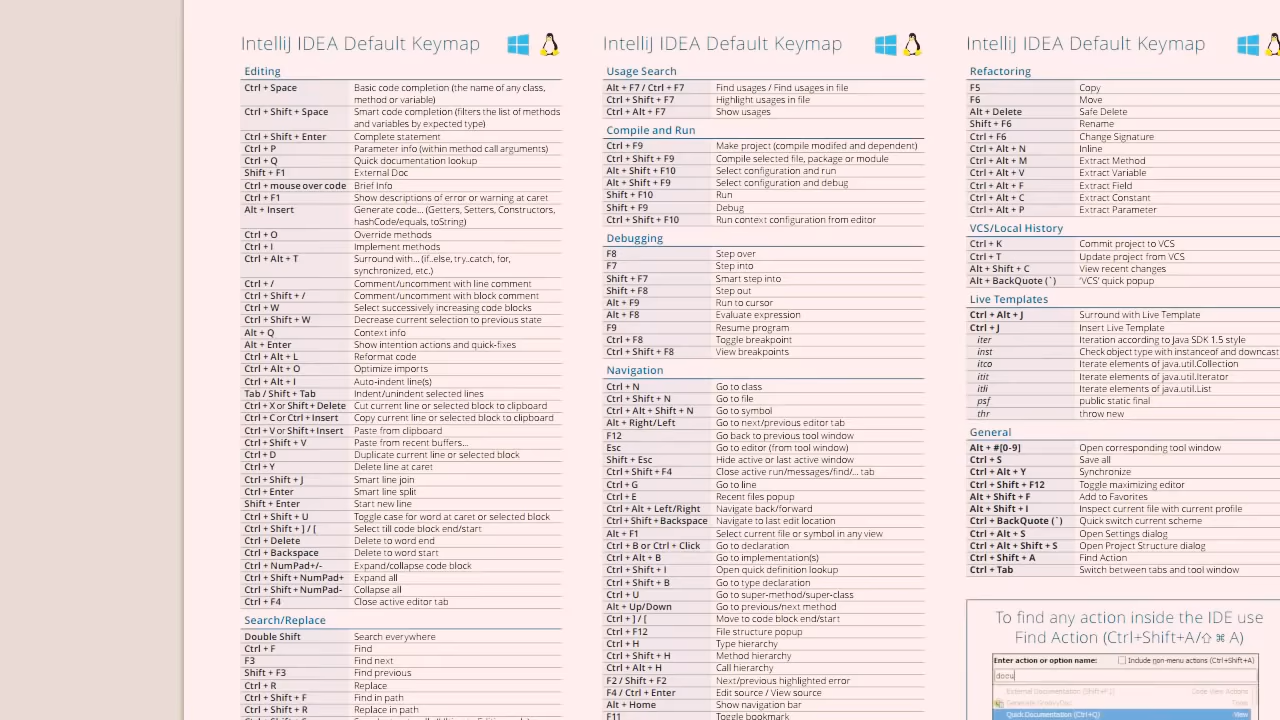 IntelliJ IDEA Default Keymap
Editing
Ctrl + Space Basic code completion (the name of any class,
method or variable)
Ctrl + Shift + Space Smart code completion (filters the list of methods
and variables by expected type)
Ctrl + Shift + Enter Complete statement
Ctrl + P Parameter info (within method call arguments)
Ctrl + Q Quick documentation lookup
Shift + F1 External Doc
Ctrl + mouse over code Brief Info
Ctrl + F1 Show descriptions of error or warning at caret
Alt + Insert Generate code... (Getters, Setters, Constructors,
hashCode/equals, toString)
Ctrl + O Override methods
Ctrl + I Implement methods
Ctrl + Alt + T Surround with... (if..else, try..catch, for,
synchronized, etc.)
Ctrl + / Comment/uncomment with line comment
Ctrl + Shift + / Comment/uncomment with block comment
Ctrl + W Select successively increasing code blocks
Ctrl + Shift + W Decrease current selection to previous state
Alt + Q Context info
Alt + Enter Show intention actions and quick-fixes
Ctrl + Alt + L Reformat code
Ctrl + Alt + O Optimize imports
Ctrl + Alt + I Auto-indent line(s)
Tab / Shift + Tab Indent/unindent selected lines
Ctrl + X or Shift + Delete Cut current line or selected block to clipboard
Ctrl + C or Ctrl + Insert Copy current line or selected block to clipboard
Ctrl + V or Shift + Insert Paste from clipboard
Ctrl + Shift + V Paste from recent buffers...
Ctrl + D Duplicate current line or selected block
Ctrl + Y Delete line at caret
Ctrl + Shift + J Smart line join
Ctrl + Enter Smart line split
Shift + Enter Start new line
Ctrl + Shift + U Toggle case for word at caret or selected block
Ctrl + Shift + ] / [ Select till code block end/start
Ctrl + Delete Delete to word end
Ctrl + Backspace Delete to word start
Ctrl + NumPad+/- Expand/collapse code block
Ctrl + Shift + NumPad+ Expand all
Ctrl + Shift + NumPad- Collapse all
Ctrl + F4 Close active editor tab
Search/Replace
Double Shift Search everywhere
Ctrl + F Find
F3 Find next
Shift + F3 Find previous
Ctrl + R Replace
Ctrl + Shift + F Find in path
Ctrl + Shift + R Replace in path
IntelliJ IDEA Default Keymap
Usage Search
Alt + F7 / Ctrl + F7 Find usages / Find usages in file
Ctrl + Shift + F7 Highlight usages in file
Ctrl + Alt + F7 Show usages
Compile and Run
Ctrl + F9 Make project (compile modifed and dependent)
Ctrl + Shift + F9 Compile selected file, package or module
Alt + Shift + F10 Select configuration and run
Alt + Shift + F9 Select configuration and debug
Shift + F10 Run
Shift + F9 Debug
Ctrl + Shift + F10 Run context configuration from editor
Debugging
F8 Step over
F7 Step into
Shift + F7 Smart step into
Shift + F8 Step out
Alt + F9 Run to cursor
Alt + F8 Evaluate expression
F9 Resume program
Ctrl + F8 Toggle breakpoint
Ctrl + Shift + F8 View breakpoints
Navigation
Ctrl + N Go to class
Ctrl + Shift + N Go to file
Ctrl + Alt + Shift + N Go to symbol
Alt + Right/Left Go to next/previous editor tab
F12 Go back to previous tool window
Esc Go to editor (from tool window)
Shift + Esc Hide active or last active window
Ctrl + Shift + F4 Close active run/messages/find/... tab
Ctrl + G Go to line
Ctrl + E Recent files popup
Ctrl + Alt + Left/Right Navigate back/forward
Ctrl + Shift + Backspace Navigate to last edit location
Alt + F1 Select current file or symbol in any view
Ctrl + B or Ctrl + Click Go to declaration
Ctrl + Alt + B Go to implementation(s)
Ctrl + Shift + I Open quick definition lookup
Ctrl + Shift + B Go to type declaration
Ctrl + U Go to super-method/super-class
Alt + Up/Down Go to previous/next method
Ctrl + ] / [ Move to code block end/start
Ctrl + F12 File structure popup
Ctrl + H Type hierarchy
Ctrl + Shift + H Method hierarchy
Ctrl + Alt + H Call hierarchy
F2 / Shift + F2 Next/previous highlighted error
F4 / Ctrl + Enter Edit source / View source
Alt + Home Show navigation bar
F11 Toggle bookmark
IntelliJ IDEA Default Keymap
Refactoring
F5 Copy
F6 Move
Alt + Delete Safe Delete
Shift + F6 Rename
Ctrl + F6 Change Signature
Ctrl + Alt + N Inline
Ctrl + Alt + M Extract Method
Ctrl + Alt + V Extract Variable
Ctrl + Alt + F Extract Field
Ctrl + Alt + C Extract Constant
Ctrl + Alt + P Extract Parameter
VCS/Local History
Ctrl + K Commit project to VCS
Ctrl + T Update project from VCS
Alt + Shift + C View recent changes
Alt + BackQuote (`) 'VCS' quick popup
Live Templates
Ctrl + Alt + J Surround with Live Template
Ctrl + J Insert Live Template
iter Iteration according to Java SDK 1.5 style
inst Check object type with instanceof and downcast
itco Iterate elements of java.util.Collection
itit Iterate elements of java.util.Iterator
itli Iterate elements of java.util.List
psf public static final
thr throw new
General
Alt + #[0-9] Open corresponding tool window
Ctrl + S Save all
Ctrl + Alt + Y Synchronize
Ctrl + Shift + F12 Toggle maximizing editor
Alt + Shift + F Add to Favorites
Alt + Shift + I Inspect current file with current profile
Ctrl + BackQuote (`) Quick switch current scheme
Ctrl + Alt + S Open Settings dialog
Ctrl + Alt + Shift + S Open Project Structure dialog
Ctrl + Shift + A Find Action
Ctrl + Tab Switch between tabs and tool window
To find any action inside the IDE use
Find Action (Ctrl+Shift+A/⇧⌘A)
Enter action or option name: Include non-menu actions (Ctrl+Shift+A)
docu
External Documentation (Shift+F1) Code View Actions
Generate GroovyDoc Tools
Quick Documentation (Ctrl+Q) View